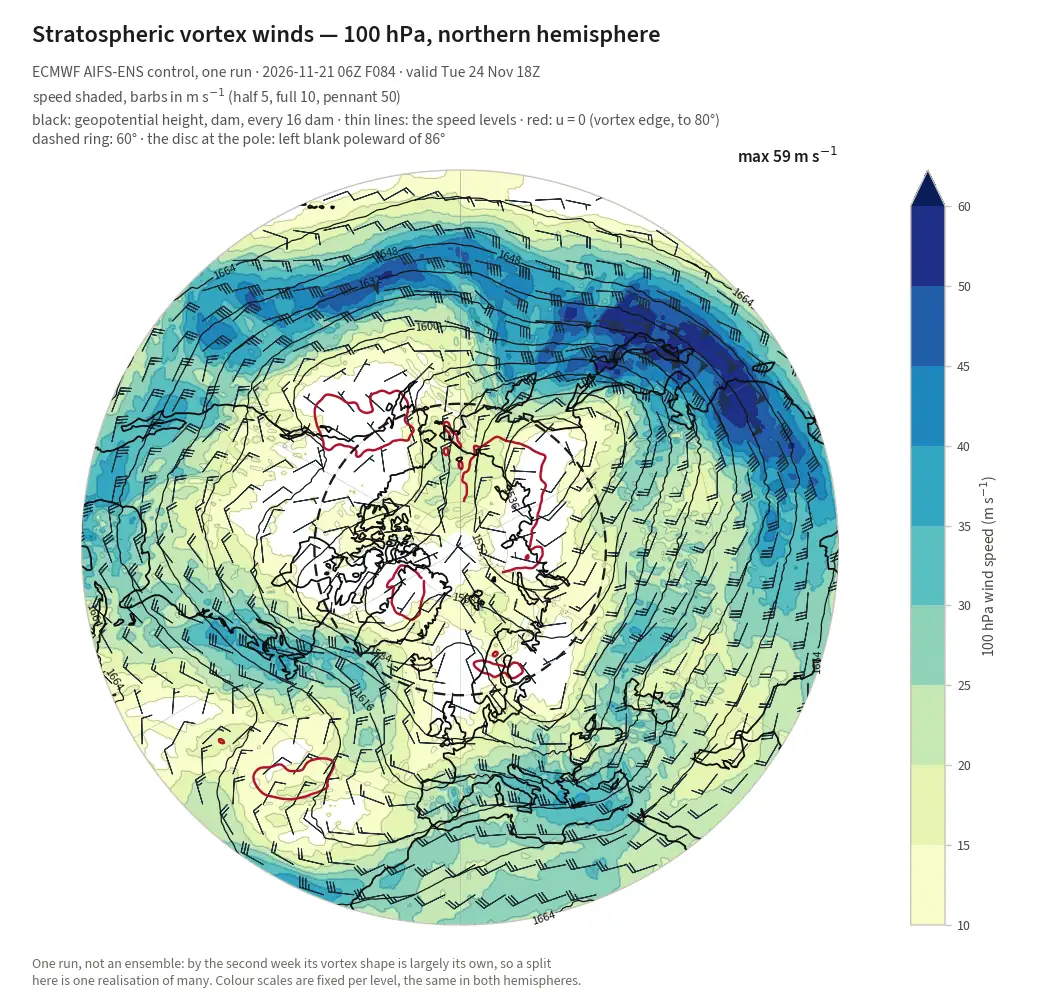 Stratospheric vortex winds — 100 hPa, northern hemisphere
ECMWF AIFS-ENS control, one run · 2026-11-21 06Z F084 · valid Tue 24 Nov 18Z
speed shaded, barbs in m s⁻¹ (half 5, full 10, pennant 50)
black: geopotential height, dam, every 16 dam · thin lines: the speed levels · red: u = 0 (vortex edge, to 80°)
dashed ring: 60° · the disc at the pole: left blank poleward of 86°
max 59 m s⁻¹
1664
1648
1648
1632
1664
1600
1616
1664
1664
60
50
45
40
35
30
25
20
15
10
100 hPa wind speed (m s⁻¹)
One run, not an ensemble: by the second week its vortex shape is largely its own, so a split
here is one realisation of many. Colour scales are fixed per level, the same in both hemispheres.